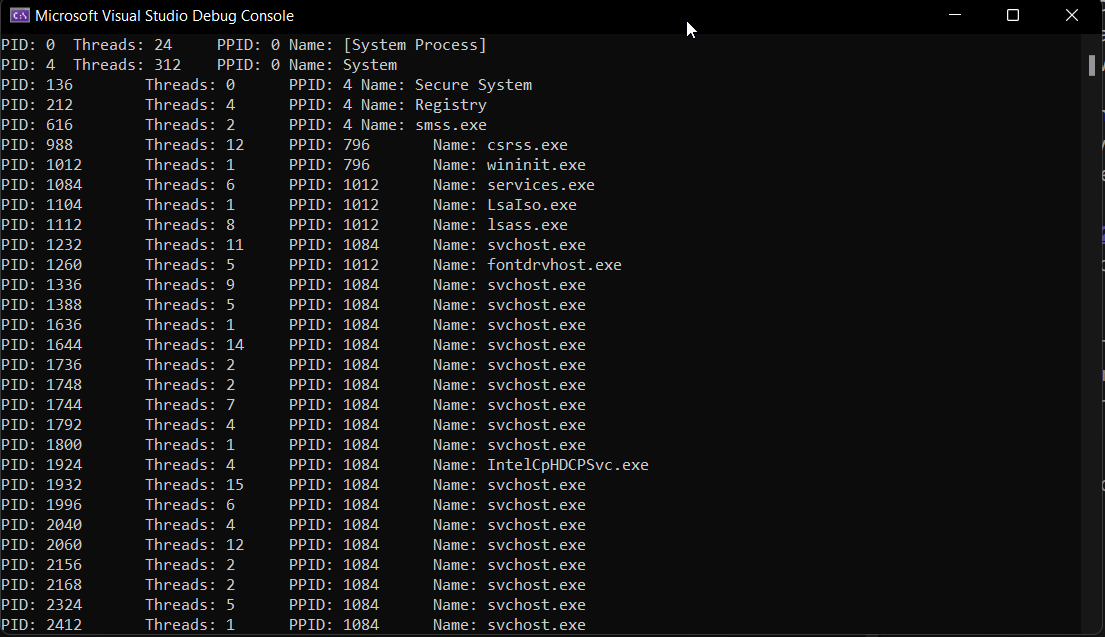 Microsoft Visual Studio Debug Console
PID: 0 Threads: 24 PPID: 0 Name: [System Process]
PID: 4 Threads: 312 PPID: 0 Name: System
PID: 136 Threads: 0 PPID: 4 Name: Secure System
PID: 212 Threads: 4 PPID: 4 Name: Registry
PID: 616 Threads: 2 PPID: 4 Name: smss.exe
PID: 988 Threads: 12 PPID: 796 Name: csrss.exe
PID: 1012 Threads: 1 PPID: 796 Name: wininit.exe
PID: 1084 Threads: 6 PPID: 1012 Name: services.exe
PID: 1104 Threads: 1 PPID: 1012 Name: LsaIso.exe
PID: 1112 Threads: 8 PPID: 1012 Name: lsass.exe
PID: 1232 Threads: 11 PPID: 1084 Name: svchost.exe
PID: 1260 Threads: 5 PPID: 1012 Name: fontdrvhost.exe
PID: 1336 Threads: 9 PPID: 1084 Name: svchost.exe
PID: 1388 Threads: 5 PPID: 1084 Name: svchost.exe
PID: 1636 Threads: 1 PPID: 1084 Name: svchost.exe
PID: 1644 Threads: 14 PPID: 1084 Name: svchost.exe
PID: 1736 Threads: 2 PPID: 1084 Name: svchost.exe
PID: 1748 Threads: 2 PPID: 1084 Name: svchost.exe
PID: 1744 Threads: 7 PPID: 1084 Name: svchost.exe
PID: 1792 Threads: 4 PPID: 1084 Name: svchost.exe
PID: 1800 Threads: 1 PPID: 1084 Name: svchost.exe
PID: 1924 Threads: 4 PPID: 1084 Name: IntelCpHDCPSvc.exe
PID: 1932 Threads: 15 PPID: 1084 Name: svchost.exe
PID: 1996 Threads: 6 PPID: 1084 Name: svchost.exe
PID: 2040 Threads: 4 PPID: 1084 Name: svchost.exe
PID: 2060 Threads: 12 PPID: 1084 Name: svchost.exe
PID: 2156 Threads: 2 PPID: 1084 Name: svchost.exe
PID: 2168 Threads: 2 PPID: 1084 Name: svchost.exe
PID: 2324 Threads: 5 PPID: 1084 Name: svchost.exe
PID: 2412 Threads: 1 PPID: 1084 Name: svchost.exe